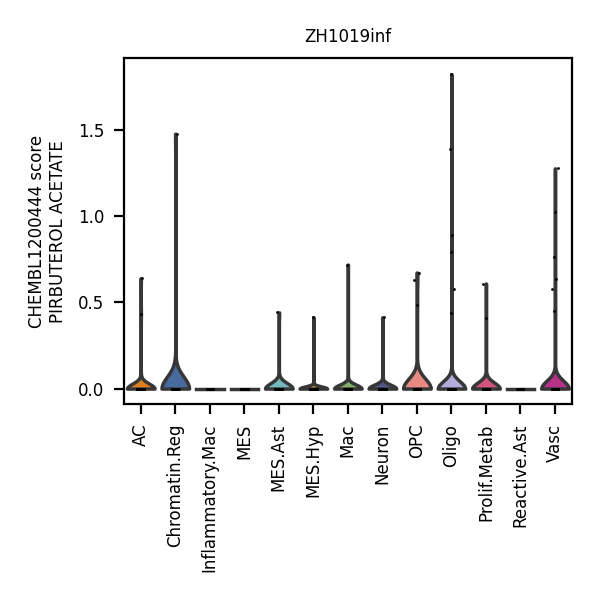 ZH1019inf
CHEMBL1200444 score
PIRBUTEROL ACETATE
1.5
1.0
0.5
0.0
AC
Chromatin.Reg
Inflammatory.Mac
MES
MES.Ast
MES.Hyp
Mac
Neuron
OPC
Oligo
Prolif.Metab
Reactive.Ast
Vasc